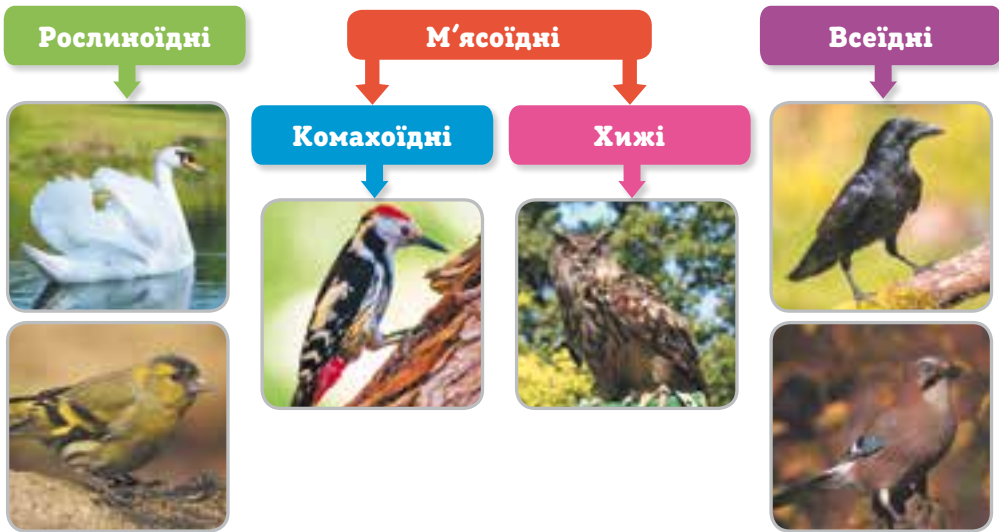 Рослиноїдні
М’ясоїдні
Всеїдні
Комахоїдні
Хижі